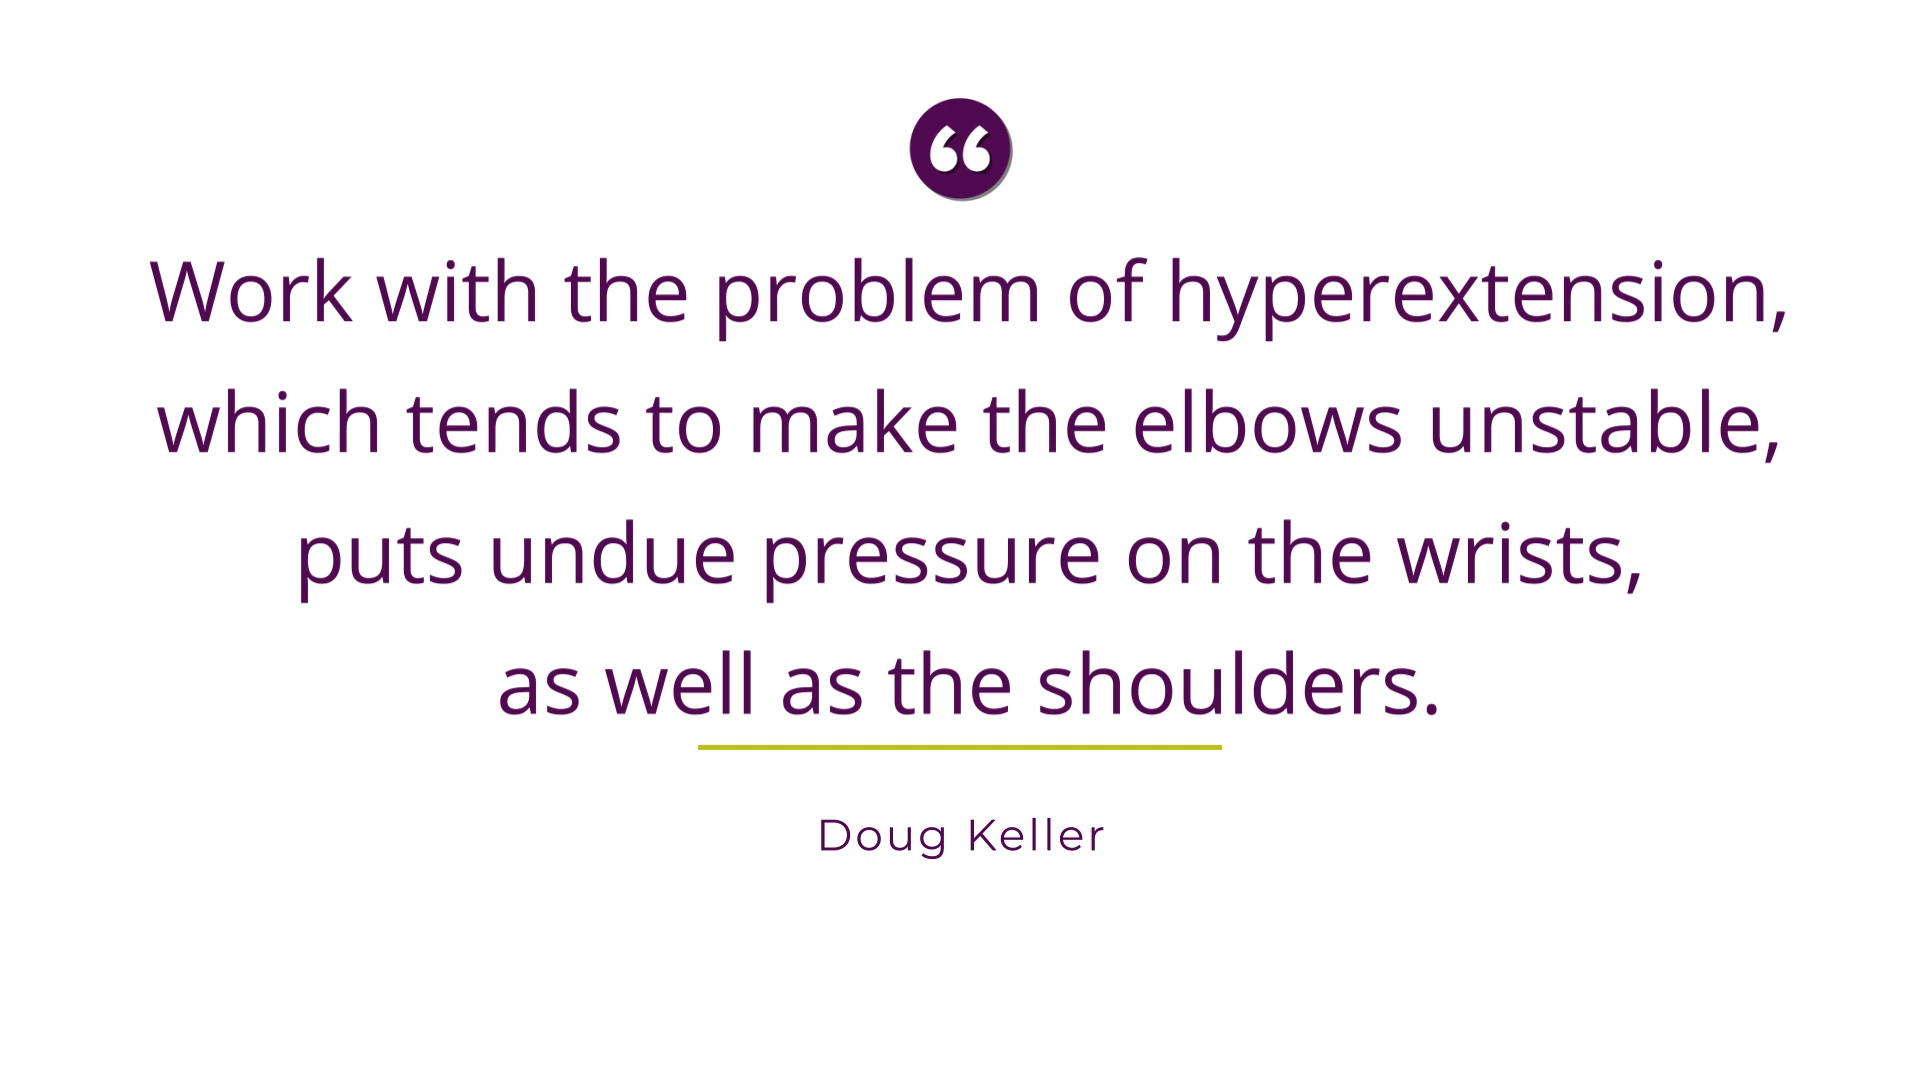 “
Work with the problem of hyperextension,
which tends to make the elbows unstable,
puts undue pressure on the wrists,
as well as the shoulders.
Doug Keller